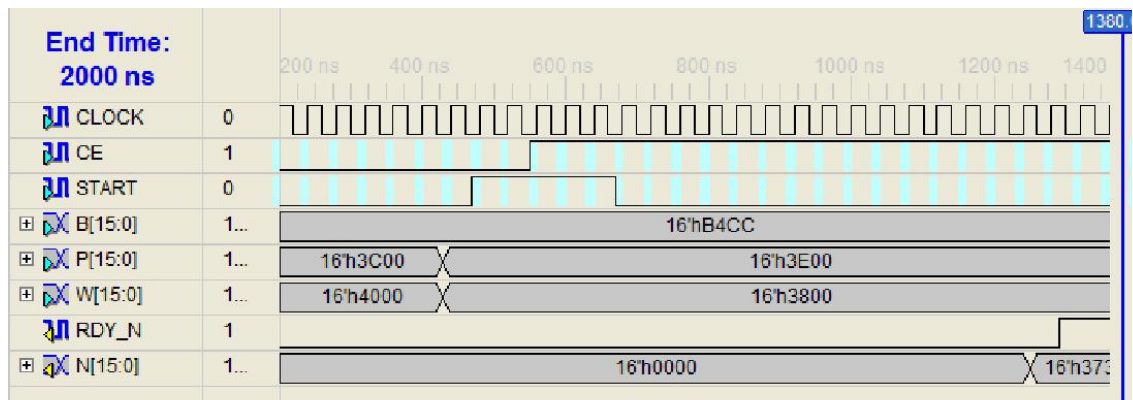 1380.
End Time:
2000 ns
200 ns 400 ns 600 ns 800 ns 1000 ns 1200 ns 1400
CLOCK 0
CE 1
START 0
B[15:0] 1... 16'hB4CC
P[15:0] 1... 16'h3C00 16'h3E00
W[15:0] 1... 16'h4000 16'h3800
RDY_N 1
N[15:0] 1... 16'h0000 16'h373